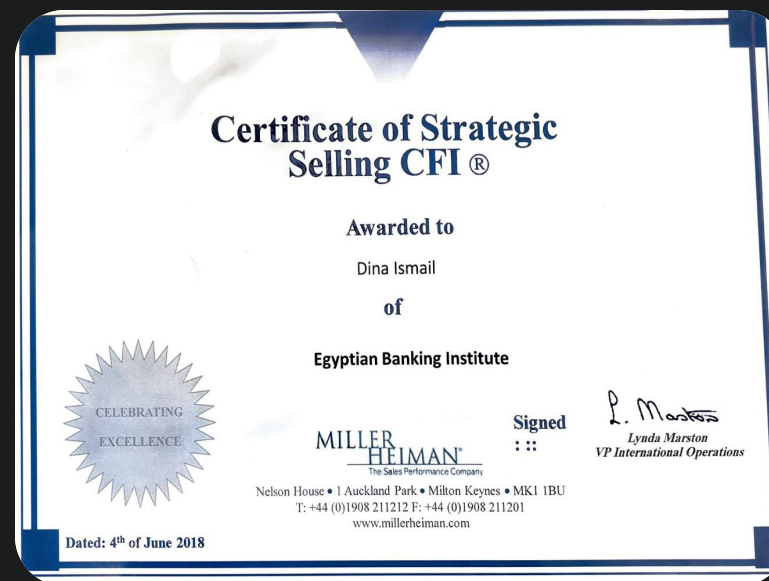 Certificate of Strategic
Selling CFI ®
Awarded to
Dina Ismail
of
Egyptian Banking Institute
CELEBRATING
EXCELLENCE
MILLER
HEIMAN®
The Sales Performance Company
Signed
: ::
L. Marston
Lynda Marston
VP International Operations
Nelson House • 1 Auckland Park • Milton Keynes • MK1 1BU
T: +44 (0)1908 211212 F: +44 (0)1908 211201
www.millerheiman.com
Dated: 4th of June 2018